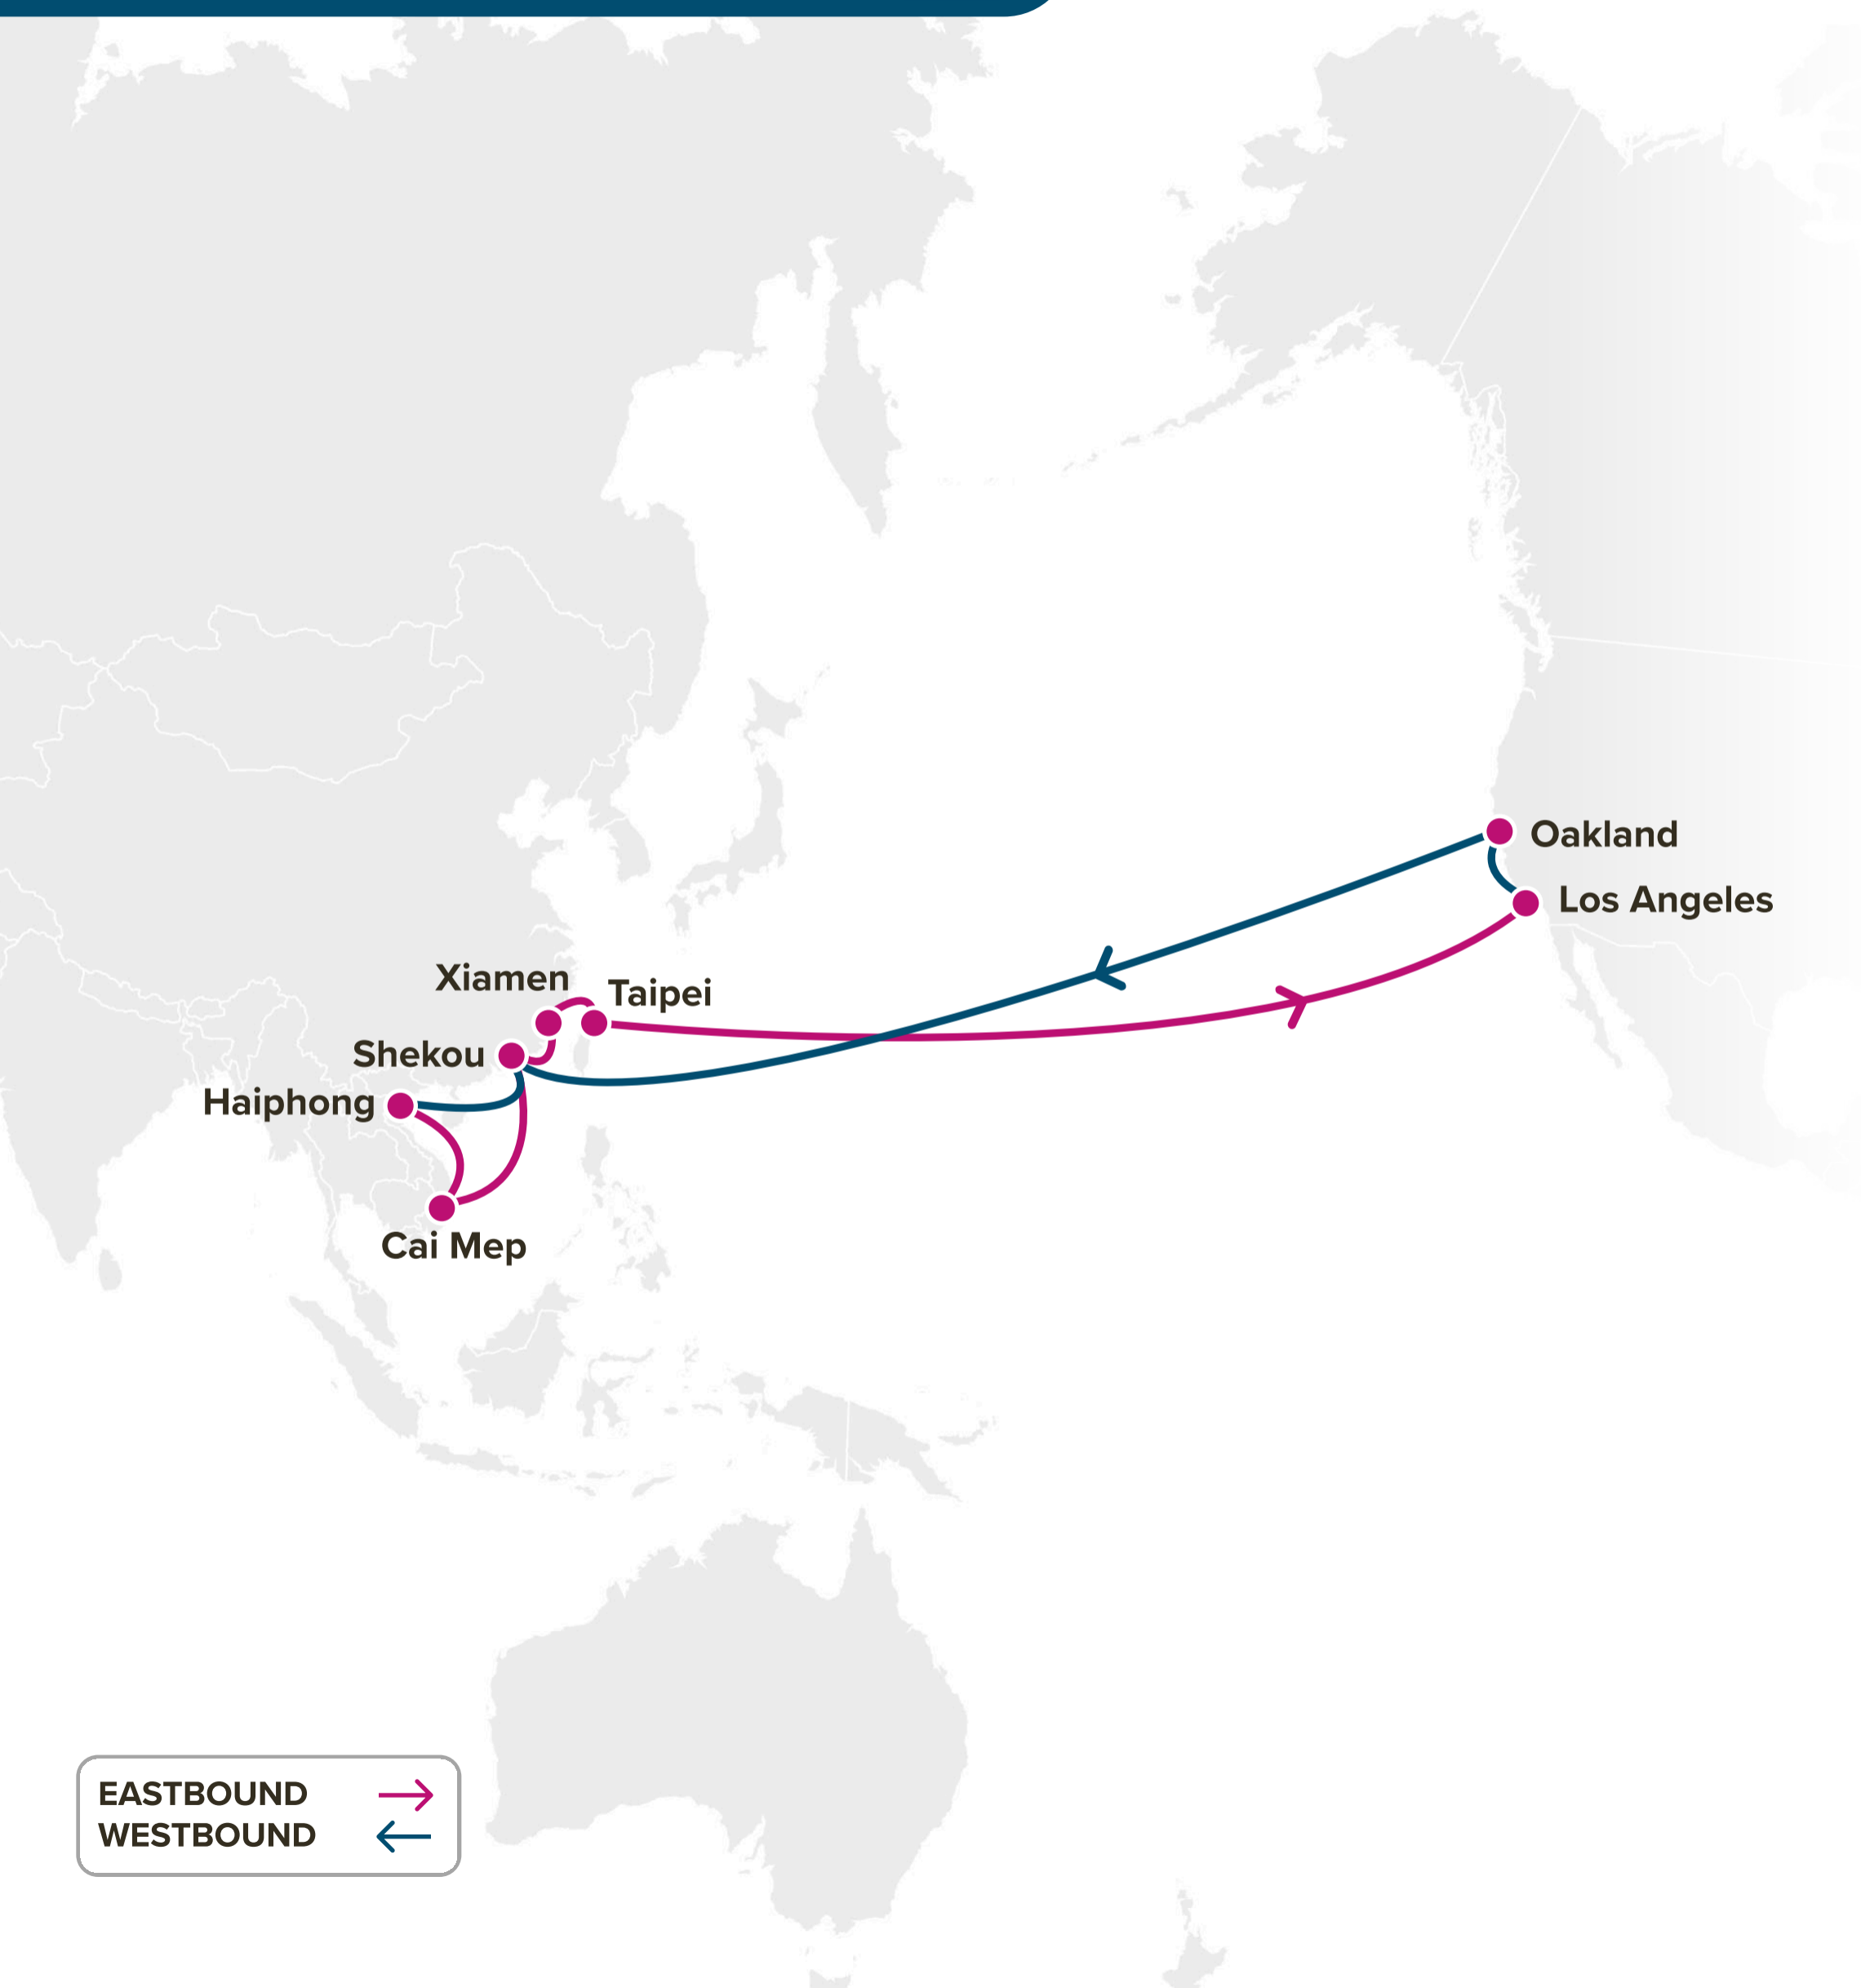 Oakland
Los Angeles
Xiamen
Taipei
Shekou
Haiphong
Cai Mep
EASTBOUND
WESTBOUND